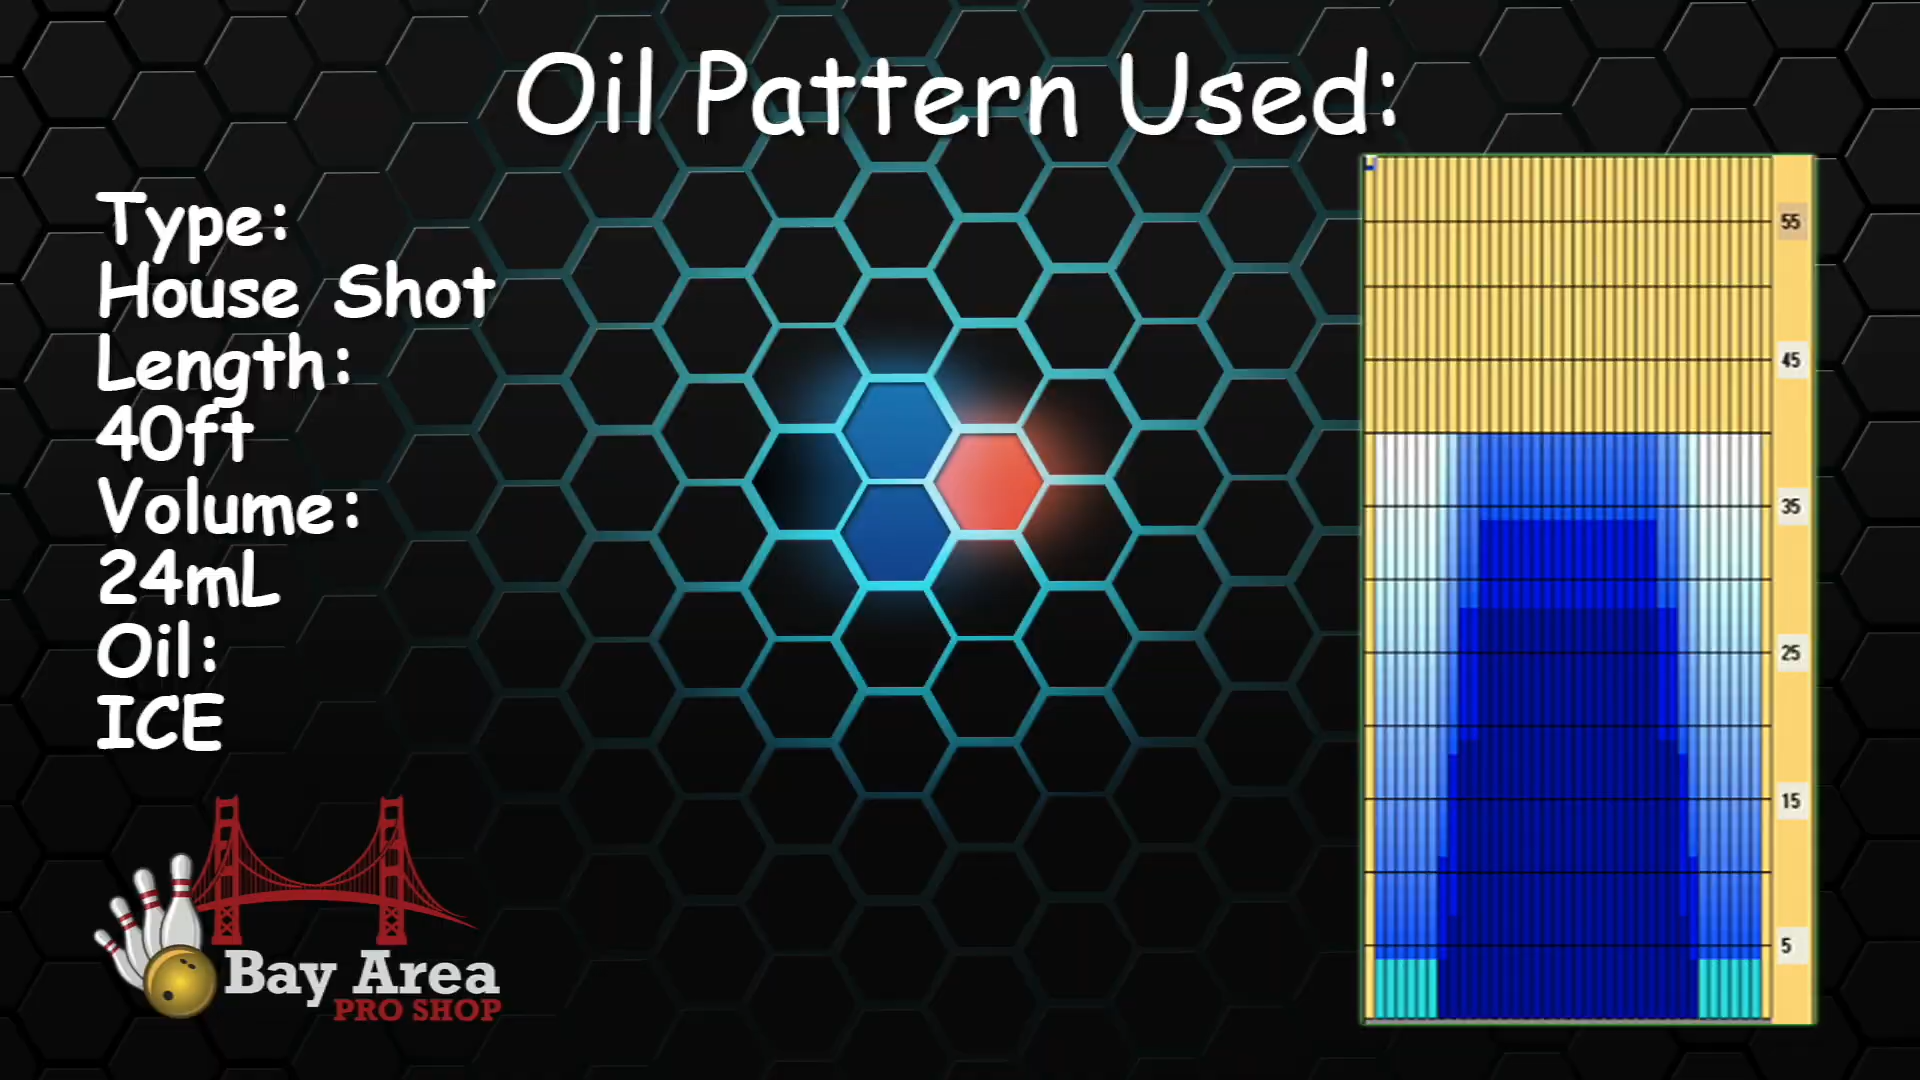 Oil Pattern Used:
Type:
House Shot
Length:
40ft
Volume:
24mL
Oil:
ICE
Bay Area
PRO SHOP
55
45
35
25
15
5